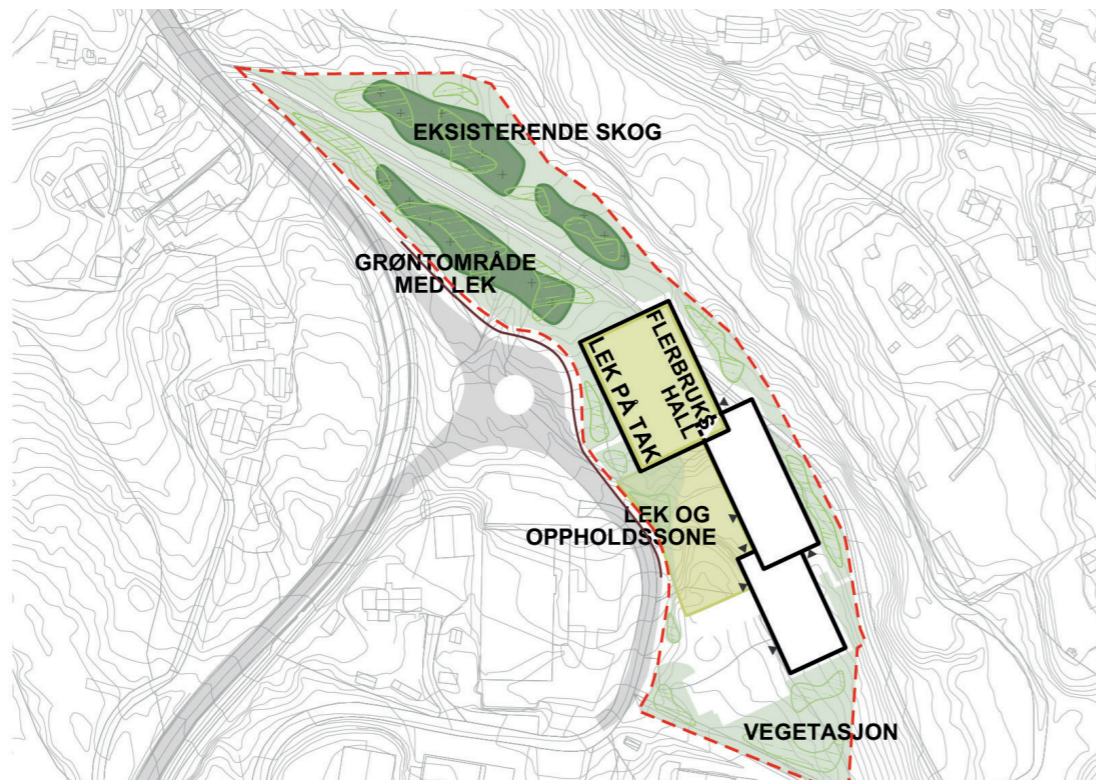 EKSISTERENDE SKOG
GRØNTOMRÅDE
MED LEK
FLERBRUKS-
HALL
LEK PÅ TAK
LEK OG
OPPHOLDSSONE
VEGETASJON